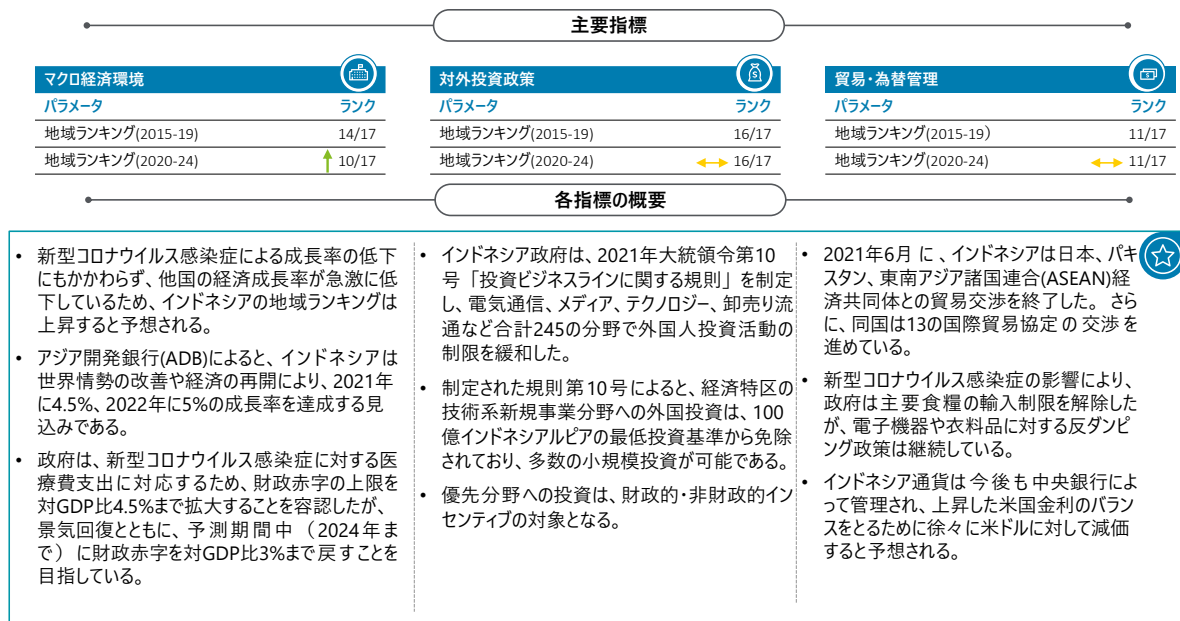 主要指標
マクロ経済環境
パラメータ ランク
地域ランキング(2015-19) 14/17
地域ランキング(2020-24) 10/17
対外投資政策
パラメータ ランク
地域ランキング(2015-19) 16/17
地域ランキング(2020-24) 16/17
貿易・為替管理
パラメータ ランク
地域ランキング(2015-19） 11/17
地域ランキング(2020-24) 11/17
各指標の概要
• 新型コロナウイルス感染症による成長率の低下
にもかかわらず、他国の経済成長率が急激に低
下しているため、インドネシアの地域ランキングは
上昇すると予想される。
• アジア開発銀行(ADB)によると、インドネシアは
世界情勢の改善や経済の再開により、2021年
に4.5%、2022年に5%の成長率を達成する見
込みである。
• 政府は、新型コロナウイルス感染症に対する医
療費支出に対応するため、財政赤字の上限を
対GDP比4.5%まで拡大することを容認したが、
景気回復とともに、予測期間中（2024年ま
で）に財政赤字を対GDP比3%まで戻すことを
目指している。
• インドネシア政府は、2021年大統領令第10
号「投資ビジネスラインに関する規則」を制定
し、電気通信、メディア、テクノロジー、卸売り流
通など合計245の分野で外国人投資活動の
制限を緩和した。
• 制定された規則第10号によると、経済特区の
技術系新規事業分野への外国投資は、100
億インドネシアルピアの最低投資基準から免除
されており、多数の小規模投資が可能である。
• 優先分野への投資は、財政的・非財政的イン
センティブの対象となる。
• 2021年6月に、インドネシアは日本、パキ
スタン、東南アジア諸国連合(ASEAN)経
済共同体との貿易交渉を終了した。さら
に、同国は13の国際貿易協定の交渉を
進めている。
• 新型コロナウイルス感染症の影響により、
政府は主要食糧の輸入制限を解除した
が、電子機器や衣料品に対する反ダンピ
ング政策は継続している。
• インドネシア通貨は今後も中央銀行によ
って管理され、上昇した米国金利のバラン
スをとるために徐々に米ドルに対して減価
すると予想される。